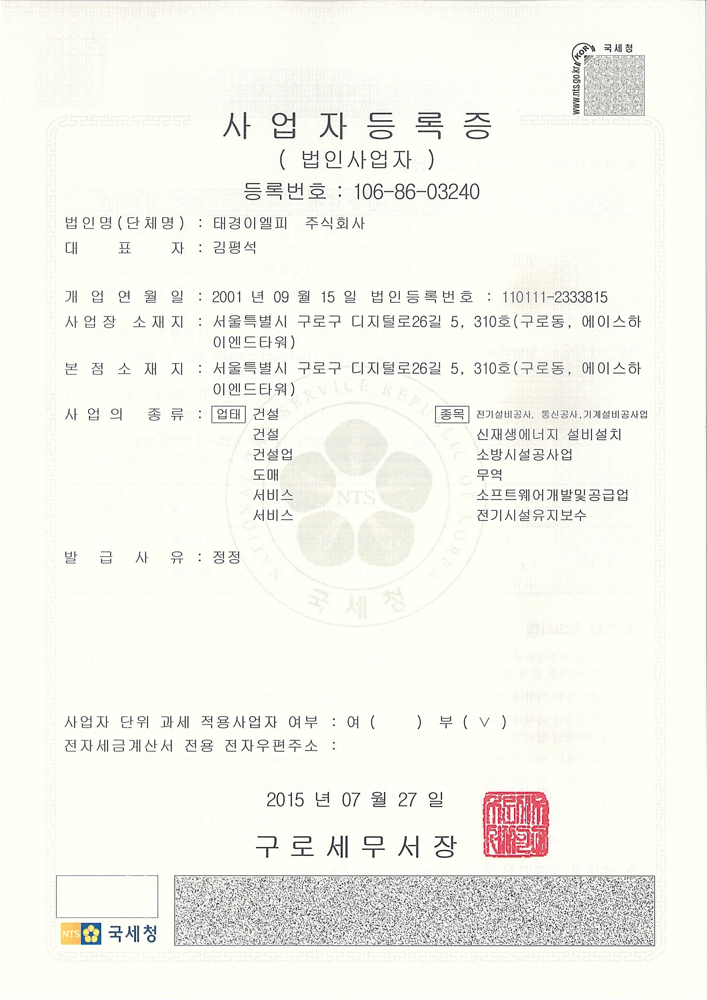 국세청
KOR
www.nts.go.kr
사업자등록증
( 법인사업자 )
등록번호 : 106-86-03240
법인명(단체명) : 태경이엘피 주식회사
대 표 자 : 김평석
개 업 연 월 일 : 2001 년 09 월 15 일 법인등록번호 : 110111-2333815
사업장 소재지 : 서울특별시 구로구 디지털로26길 5, 310호(구로동, 에이스하
이엔드타워)
본 점 소 재 지 : 서울특별시 구로구 디지털로26길 5, 310호(구로동, 에이스하
이엔드타워)
사 업 의 종 류 : 업태 건설 종목 전기설비공사, 통신공사,기계설비공사업
건설 신재생에너지 설비설치
건설업 소방시설공사업
도매 무역
서비스 소프트웨어개발및공급업
서비스 전기시설유지보수
NATIONAL SERVICE REPUBLIC OF KOREA
NTS
국세청
발 급 사 유 : 정정
사업자 단위 과세 적용사업자 여부 : 여 ( ) 부 ( ∨ )
전자세금계산서 전용 전자우편주소 :
2015 년 07 월 27 일
구로세무서장
NTS 국세청